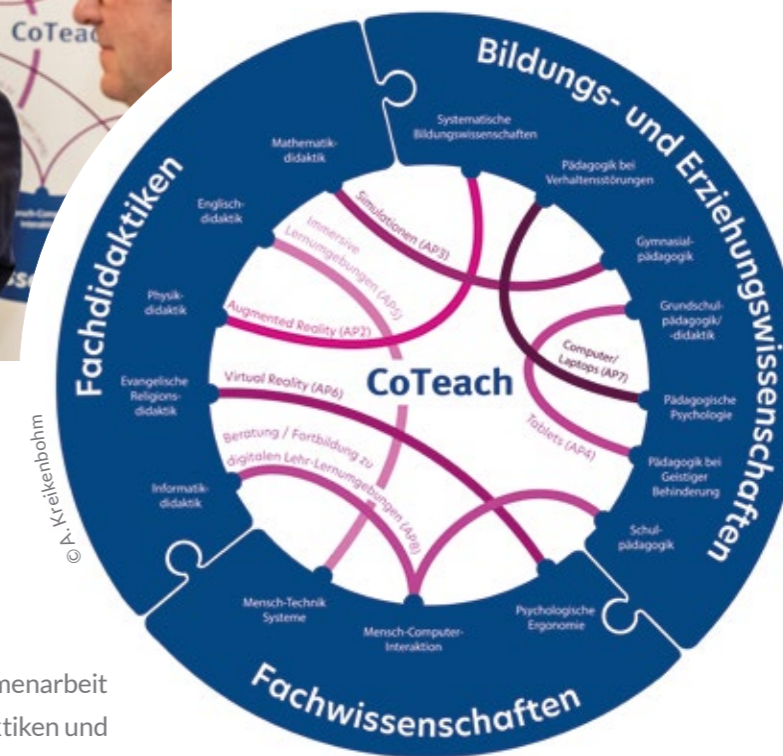 CoTeac
Mensch-Compu
Interakti
© A. Kreikenbohm
Bildungs- und Erziehungswissenschaften
Fachdidaktiken
Fachwissenschaften
Systematische
Bildungswissenschaften
Pädagogik bei
Verhaltensstörungen
Gymnasial-
pädagogik
Grundschul-
pädagogik/
-didaktik
Pädagogische
Psychologie
Pädagogik bei
Geistiger
Behinderung
Schul-
pädagogik
Mathematik-
didaktik
Englisch-
didaktik
Physik-
didaktik
Evangelische
Religions-
didaktik
Informatik-
didaktik
Mensch-Technik
Systeme
Mensch-Computer-
Interaktion
Psychologische
Ergonomie
Simulationen (AP3)
Immersive
Lernumgebungen (AP5)
Augmented Reality (AP2)
Computer/
Laptops (AP7)
CoTeach
Virtual Reality (AP6)
Tablets (AP4)
Beratung / Fortbildung zu
digitalen Lehr-Lernumgebungen (AP8)
menarbeit
ktiken und